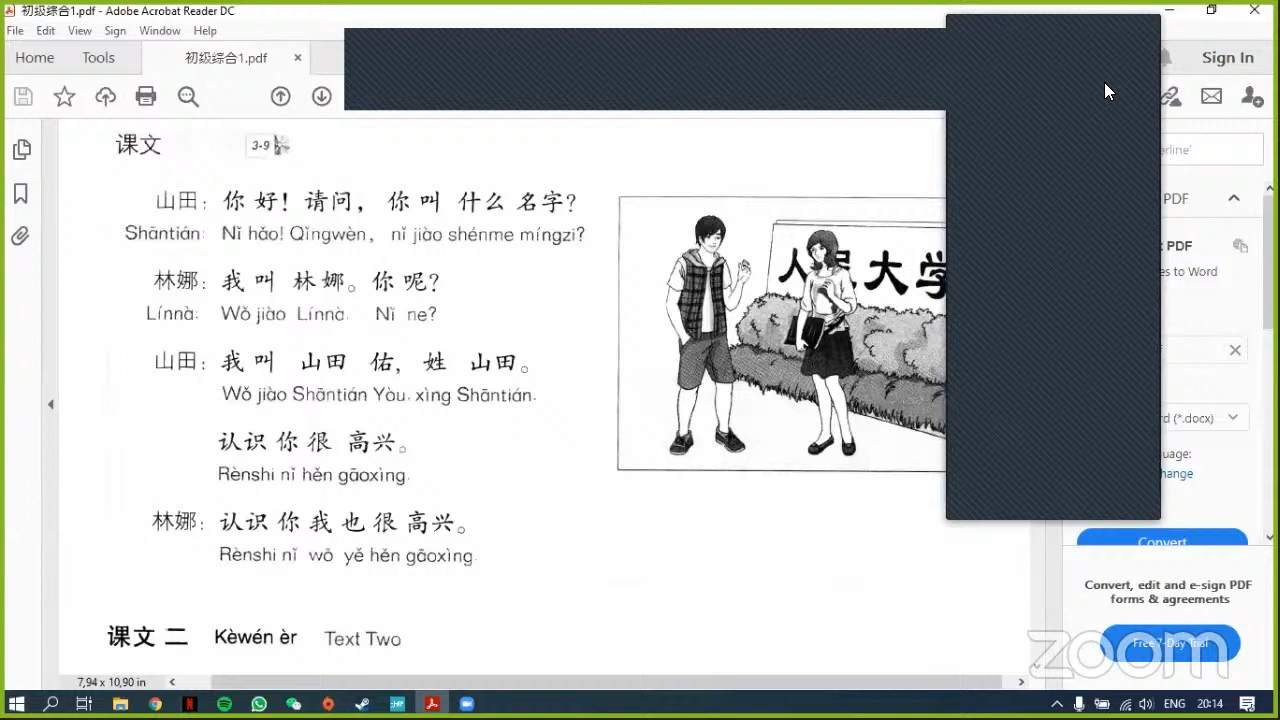 初级综合1.pdf - Adobe Acrobat Reader DC
File Edit View Sign Window Help
Home Tools 初级综合1.pdf × Sign In
课文 3-9
山田: 你好! 请问, 你叫什么名字?
Shāntián: Nǐ hǎo! Qǐngwèn, nǐ jiào shénme míngzi?
林娜: 我叫林娜。你呢?
Línnà: Wǒ jiào Línnà. Nǐ ne?
山田: 我叫山田佑, 姓山田。
Wǒ jiào Shāntián Yòu, xìng Shāntián.
认识你很高兴。
Rènshi nǐ hěn gāoxìng.
林娜: 认识你我也很高兴。
Rènshi nǐ wǒ yě hěn gāoxìng.
人民大学
课文二 Kèwén èr Text Two
7,94 x 10,90 in
erline'
PDF
PDF
es to Word
rd (*.docx)
uage:
hange
Convert
Convert, edit and e-sign PDF
forms & agreements
Free 7-Day Trial
zoom
ENG 20:14